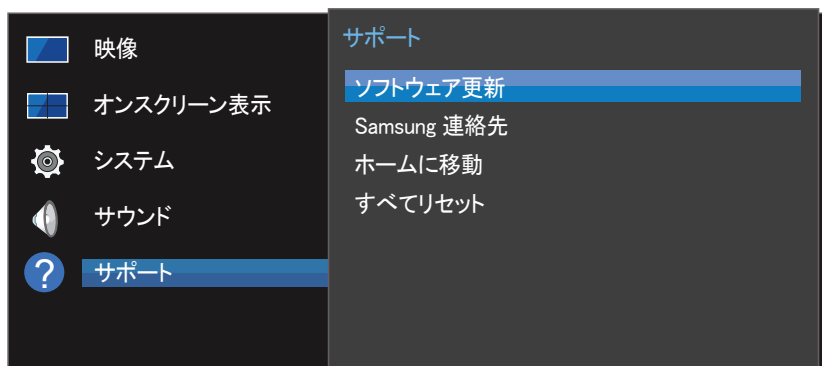 映像
オンスクリーン表示
システム
サウンド
?
サポート
サポート
ソフトウェア更新
Samsung 連絡先
ホームに移動
すべてリセット